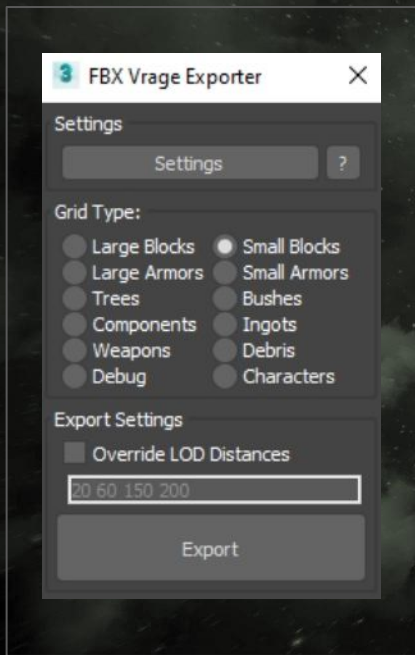 3 FBX Vrage Exporter
Settings
Settings ?
Grid Type:
Large Blocks Small Blocks
Large Armors Small Armors
Trees Bushes
Components Ingots
Weapons Debris
Debug Characters
Export Settings
Override LOD Distances
20 60 150 200
Export